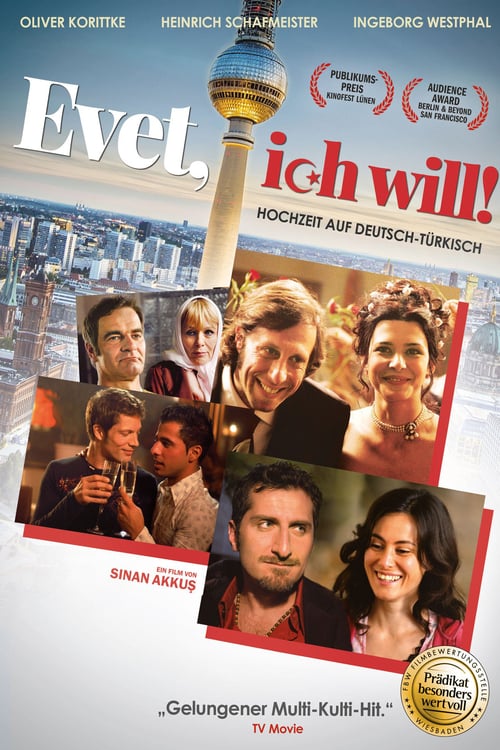 OLIVER KORITTKE HEINRICH SCHAFMEISTER INGEBORG WESTPHAL
PUBLIKUMS-
PREIS
KINOFEST LÜNEN
AUDIENCE
AWARD
BERLIN & BEYOND
SAN FRANCISCO
Evet,
ich will!
HOCHZEIT AUF DEUTSCH-TÜRKISCH
EIN FILM VON
SINAN AKKUŞ
FBW FILMBEWERTUNGSSTELLE
Prädikat
besonders
wertvoll
WIESBADEN
„Gelungener Multi-Kulti-Hit.“
TV Movie